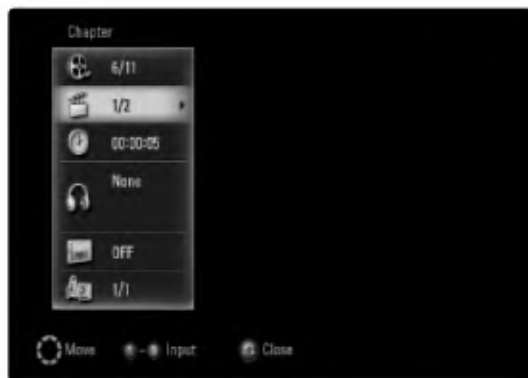 Chapter
6/11
1/2
00:00:05
None
OFF
1/1
Move - Input Close